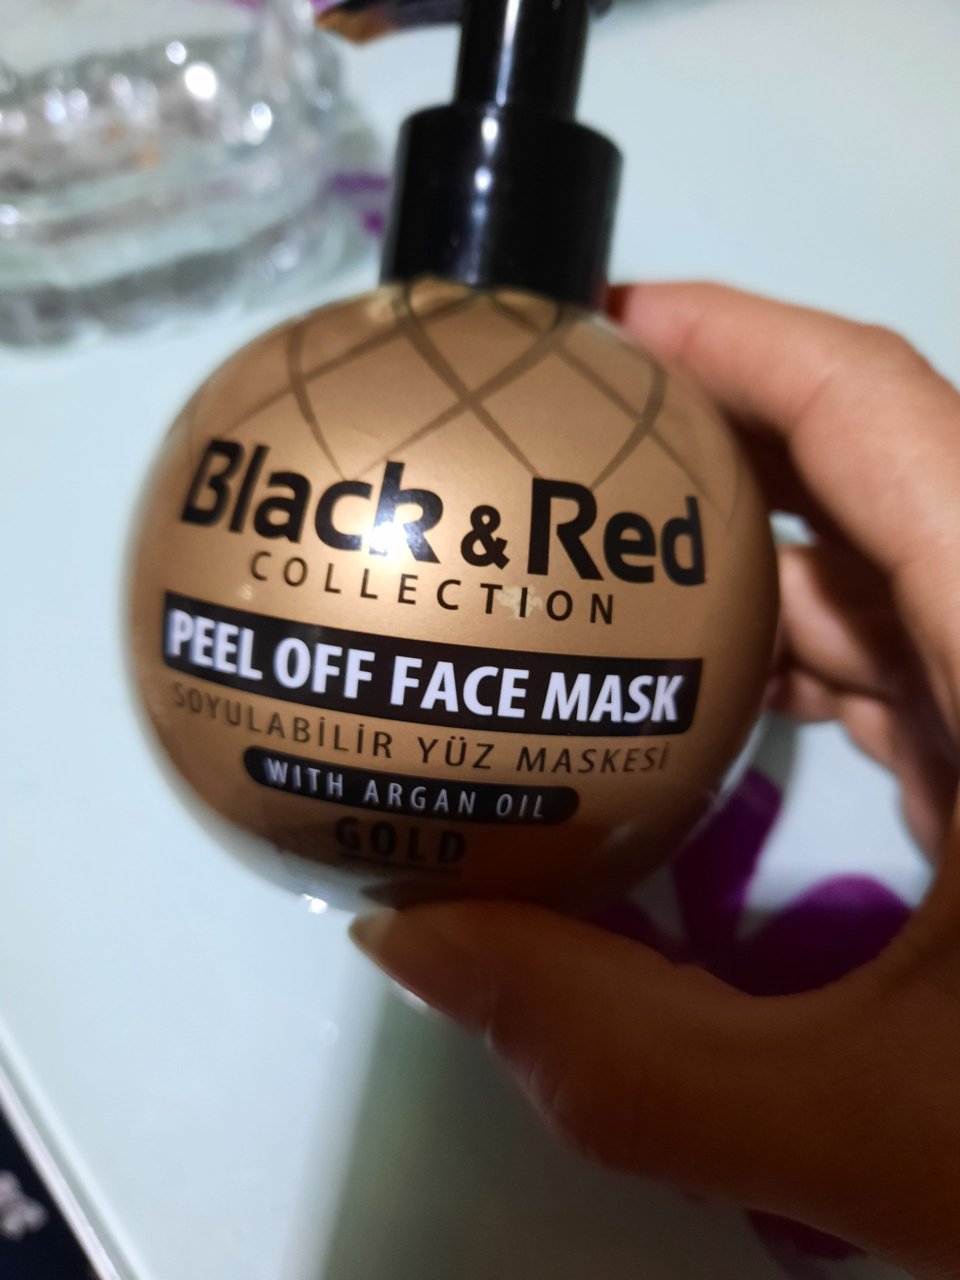 Black & Red
COLLECTION
PEEL OFF FACE MASK
SOYULABİLİR YÜZ MASKESİ
WITH ARGAN OIL
GOLD